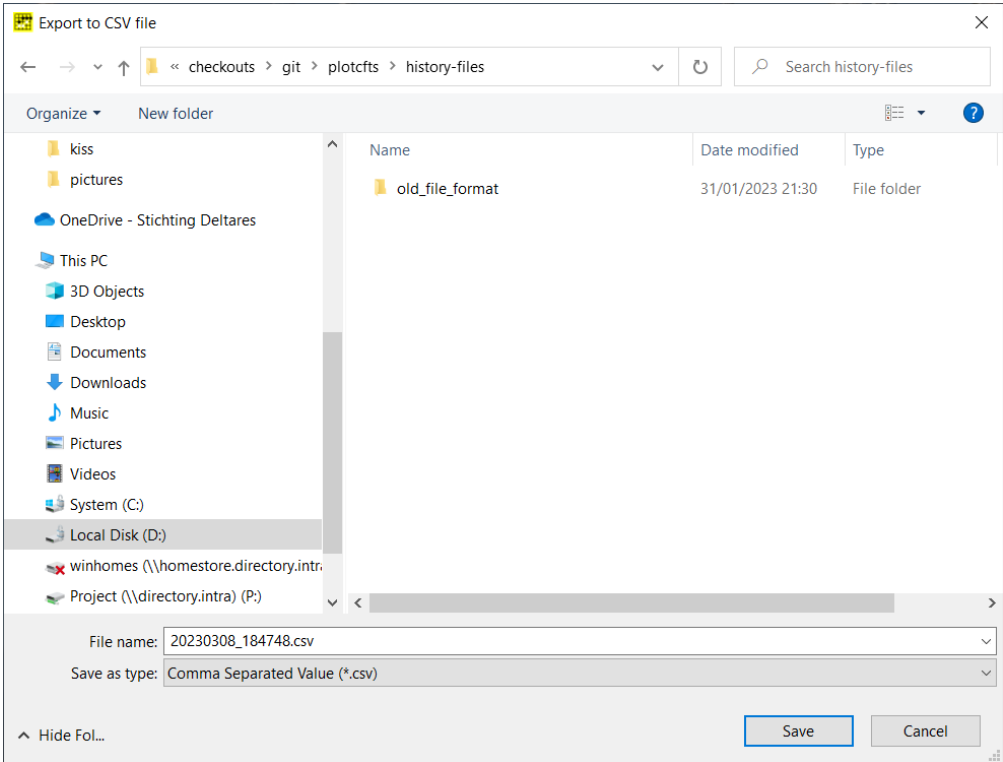 Export to CSV file
« checkouts > git > plotcfts > history-files
Search history-files
Organize
New folder
?
kiss
pictures
OneDrive - Stichting Deltares
This PC
3D Objects
Desktop
Documents
Downloads
Music
Pictures
Videos
System (C:)
Local Disk (D:)
winhomes (\\homestore.directory.intra
Project (\\directory.intra) (P:)
Name
Date modified
Type
old_file_format
31/01/2023 21:30
File folder
File name: 20230308_184748.csv
Save as type: Comma Separated Value (*.csv)
Hide Fol...
Save
Cancel